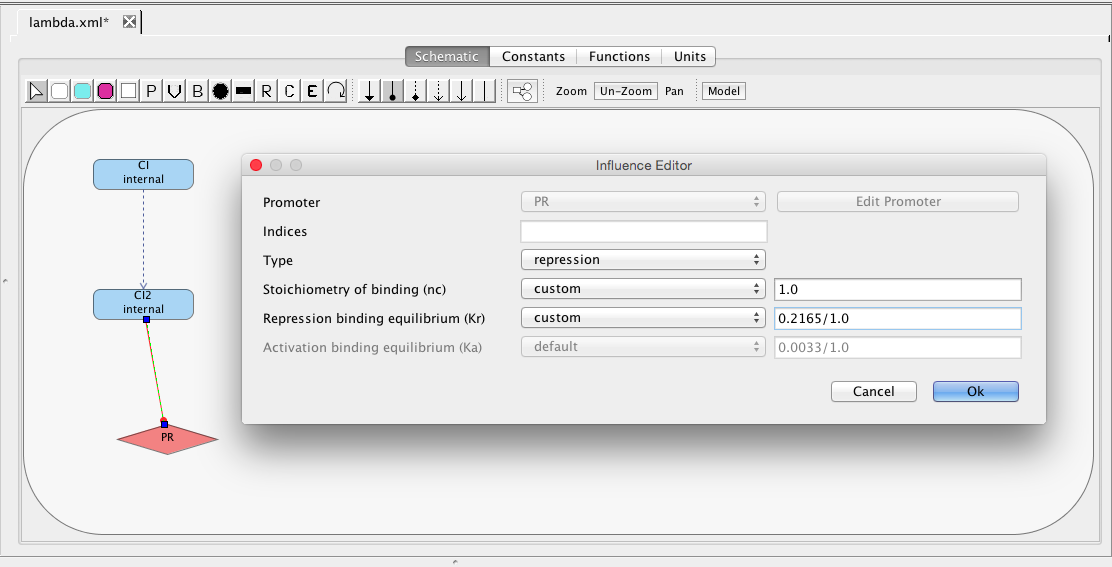 lambda.xml*
Schematic Constants Functions Units
P V B R C E Zoom Un-Zoom Pan Model
CI
internal
CI2
internal
PR
Influence Editor
Promoter PR Edit Promoter
Indices
Type repression
Stoichiometry of binding (nc) custom 1.0
Repression binding equilibrium (Kr) custom 0.2165/1.0
Activation binding equilibrium (Ka) default 0.0033/1.0
Cancel Ok